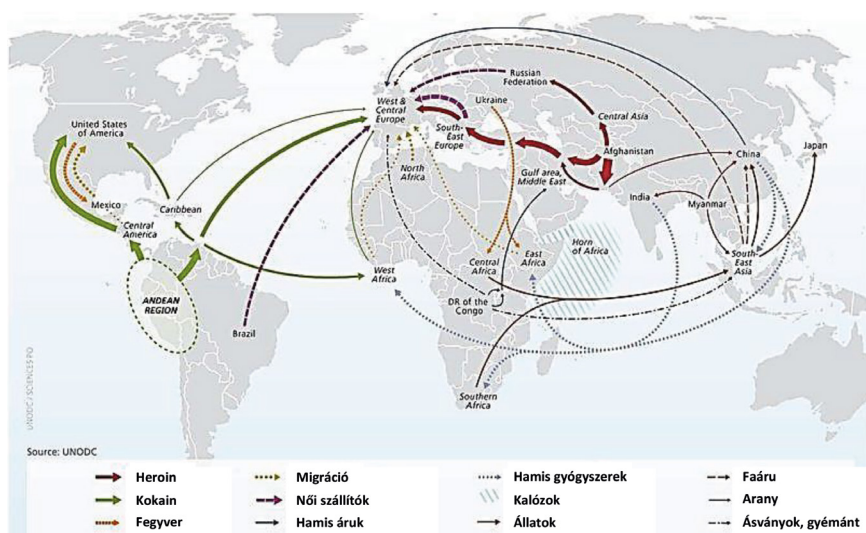 United States
of America
Mexico
Central
America
Caribbean
ANDEAN
REGION
Brazil
West &
Central
Europe
South-
East
Europe
Ukraine
Russian
Federation
Central Asia
Afghanistan
Gulf area,
Middle East
North
Africa
West
Africa
Central
Africa
East
Africa
Horn
of Africa
DR of the
Congo
Southern
Africa
India
Myanmar
China
Japan
South-
East
Asia
UNODC / SCIENCES PO
Source: UNODC
Heroin
Kokain
Fegyver
Migráció
Női szállítók
Hamis áruk
Hamis gyógyszerek
Kalózok
Állatok
Faáru
Arany
Ásványok, gyémánt